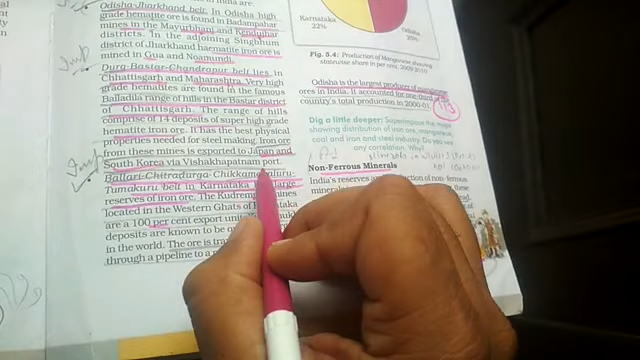 Odisha-Jharkhand belt: In Odisha high
grade hematite ore is found in Badampahar
mines in the Mayurbhanj and Kendujhar
districts. In the adjoining Singbhum
district of Jharkhand haematite iron ore is
mined in Gua and Noamundi.
Durg-Bastar-Chandrapur belt lies in
Chhattisgarh and Maharashtra. Very high
grade hematites are found in the famous
Bailadila range of hills in the Bastar district
of Chhattisgarh. The range of hills
comprise of 14 deposits of super high grade
hematite iron ore. It has the best physical
properties needed for steel making. Iron ore
from these mines is exported to Japan and
South Korea via Vishakhapatnam port.
Ballari-Chitradurga-Chikkamagaluru-
Tumakuru belt in Karnataka large
reserves of iron ore. The Kudrem mines
located in the Western Ghats of
are a 100 per cent export unit.
deposits are known to be
in the world. The ore is
through a pipeline to a
Karnataka
22%
Odisha
Fig. 5.4: Production of Manganese showing
statewise share in per cent, 2009-2010
Odisha is the largest producer of manganese
ores in India. It accounted for one-third of the
country's total production in 2000-01.
1/3
Dig a little deeper: Superimpose the maps
showing distribution of iron ore, manganese,
coal and iron and steel industry. Do you see
any correlation. Why?
Non-Ferrous Minerals
India's reserves and production of non-ferrous